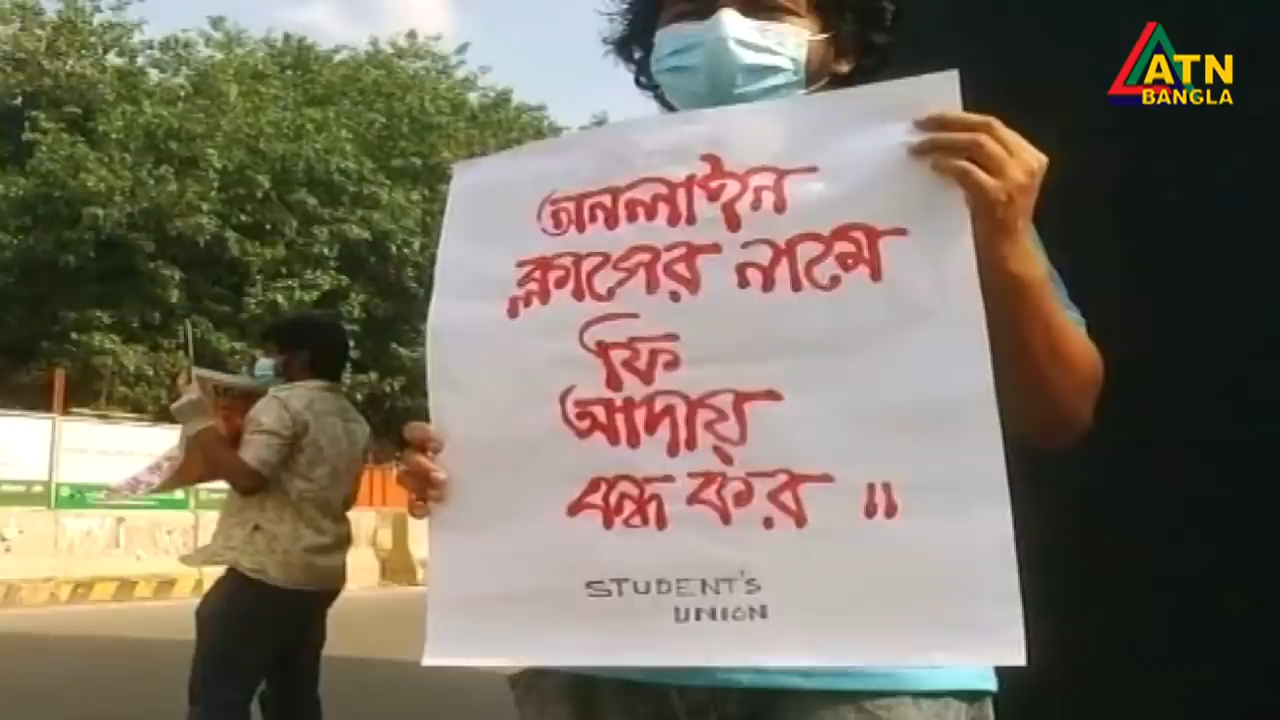 ATN
BANGLA
অনলাইন
ক্লাসের নামে
ফি
আদায়
বন্ধ কর ॥
STUDENT'S
UNION